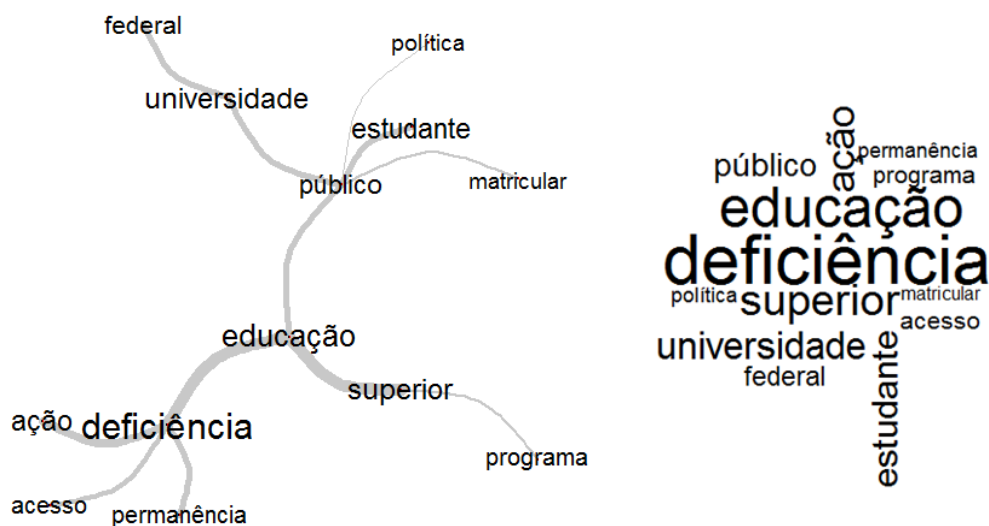 federal
política
universidade
estudante
público
matricular
educação
superior
ação
deficiência
programa
acesso
permanência
ação
permanência
público
programa
educação
deficiência
política
superior
matricular
acesso
universidade
estudante
federal